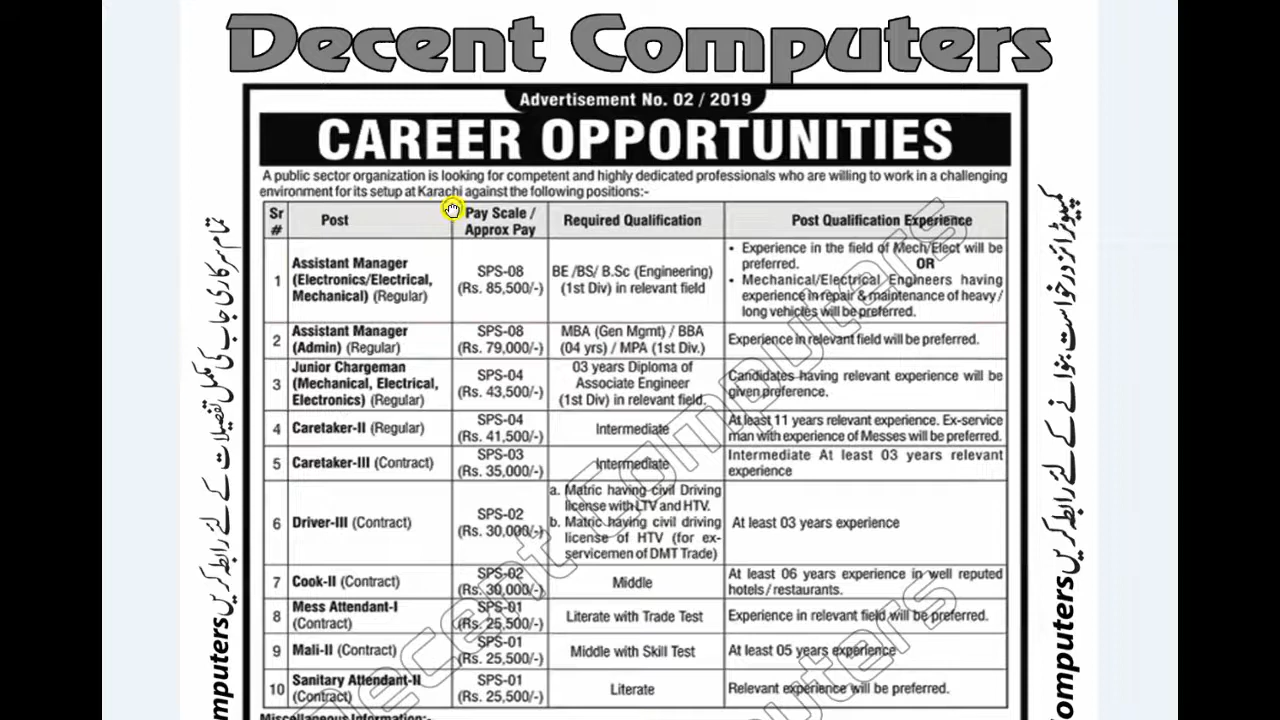 Decent Computers
Advertisement No. 02 / 2019
CAREER OPPORTUNITIES
A public sector organization is looking for competent and highly dedicated professionals who are willing to work in a challenging
environment for its setup at Karachi against the following positions:-
Sr # Post Pay Scale / Approx Pay Required Qualification Post Qualification Experience
1 Assistant Manager (Electronics/Electrical, Mechanical) (Regular) SPS-08 (Rs. 85,500/-) BE /BS/ B.Sc (Engineering) (1st Div) in relevant field
• Experience in the field of Mech/Elect will be preferred. OR
• Mechanical/Electrical Engineers having experience in repair & maintenance of heavy / long vehicles will be preferred.
2 Assistant Manager (Admin) (Regular) SPS-08 (Rs. 79,000/-) MBA (Gen Mgmt) / BBA (04 yrs) / MPA (1st Div.) Experience in relevant field will be preferred.
3 Junior Chargeman (Mechanical, Electrical, Electronics) (Regular) SPS-04 (Rs. 43,500/-) 03 years Diploma of Associate Engineer (1st Div) in relevant field. Candidates having relevant experience will be given preference.
4 Caretaker-II (Regular) SPS-04 (Rs. 41,500/-) Intermediate At least 11 years relevant experience. Ex-service man with experience of Messes will be preferred.
5 Caretaker-III (Contract) SPS-03 (Rs. 35,000/-) Intermediate Intermediate At least 03 years relevant experience
6 Driver-III (Contract) SPS-02 (Rs. 30,000/-) a. Matric having civil Driving license with LTV and HTV.
b. Matric having civil driving license of HTV (for ex-servicemen of DMT Trade) At least 03 years experience
7 Cook-II (Contract) SPS-02 (Rs. 30,000/-) Middle At least 06 years experience in well reputed hotels / restaurants.
8 Mess Attendant-I (Contract) SPS-01 (Rs. 25,500/-) Literate with Trade Test Experience in relevant field will be preferred.
9 Mali-II (Contract) SPS-01 (Rs. 25,500/-) Middle with Skill Test At least 05 years experience
10 Sanitary Attendant-II (Contract) SPS-01 (Rs. 25,500/-) Literate Relevant experience will be preferred.
Miscellaneous Information:-
تمام سرکاری جاب کی مکمل تفصیلات کے لئے رابطہ کریں
کمپیوٹرائزڈ درخواست بنوانے کے لئے رابطہ کریں
Decent Computers
Computers